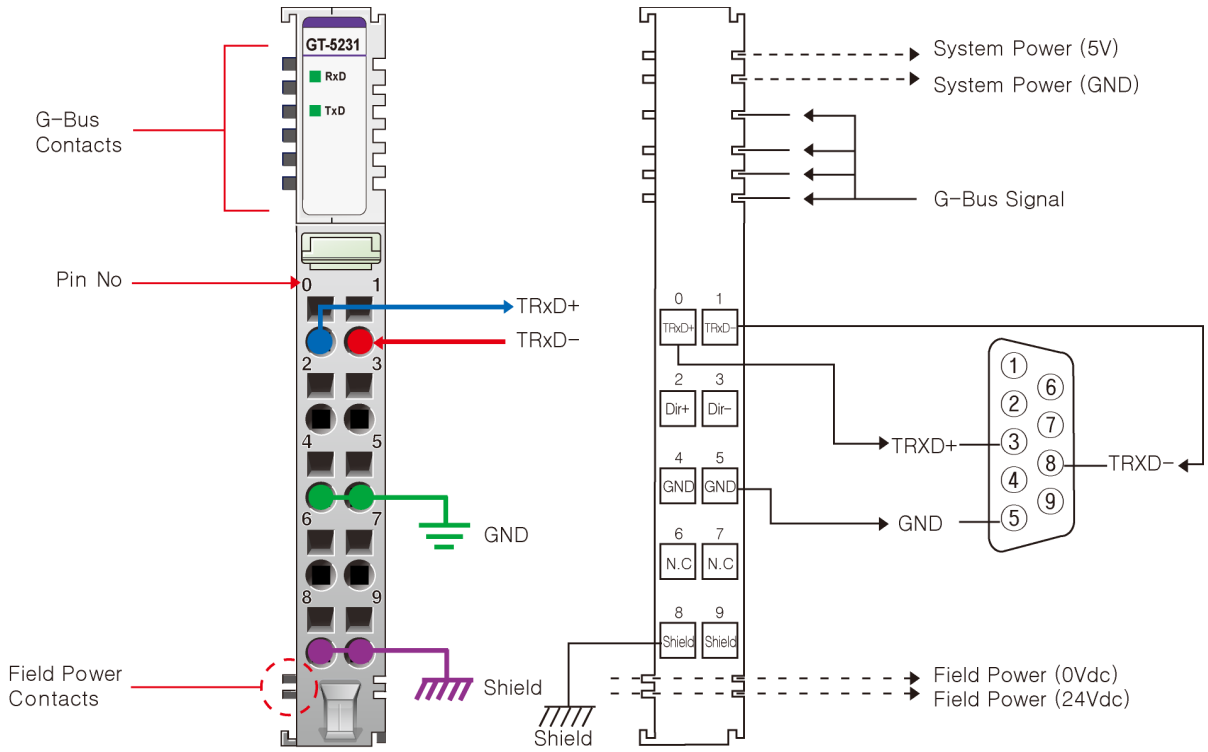 GT-5231
RxD
TxD
G-Bus
Contacts
Pin No
0 1
TRxD+
TRxD-
2 3
4 5
6 7
GND
8 9
Field Power
Contacts
Shield
System Power (5V)
System Power (GND)
G-Bus Signal
0 1
TRxD+ TRxD-
2 3
Dir+ Dir-
4 5
GND GND
6 7
N.C N.C
8 9
Shield Shield
Shield
Field Power (0Vdc)
Field Power (24Vdc)
TRXD+
GND
TRXD-
1
2
3
4
5
6
7
8
9